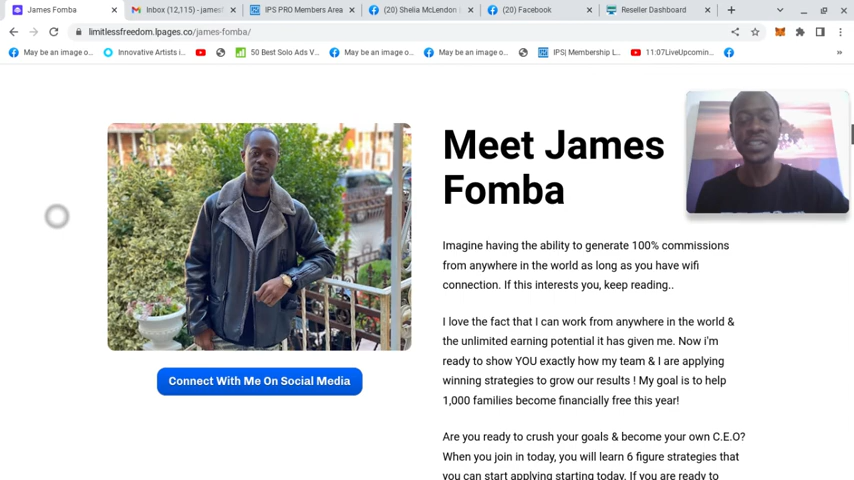 James Fomba
Inbox (12,115) - james
IPS PRO Members Area
(20) Shelia McLendon
(20) Facebook
Reseller Dashboard
limitlessfreedom.lpages.co/james-fomba/
May be an image o...
Innovative Artists i...
50 Best Solo Ads V...
May be an image o...
May be an image o...
IPS| Membership L...
11:07LiveUpcomin...
Meet James
Fomba
Imagine having the ability to generate 100% commissions
from anywhere in the world as long as you have wifi
connection. If this interests you, keep reading..
I love the fact that I can work from anywhere in the world &
the unlimited earning potential it has given me. Now i'm
ready to show YOU exactly how my team & I are applying
winning strategies to grow our results ! My goal is to help
1,000 families become financially free this year!
Are you ready to crush your goals & become your own C.E.O?
When you join in today, you will learn 6 figure strategies that
you can start applying starting today. If you are ready to
Connect With Me On Social Media